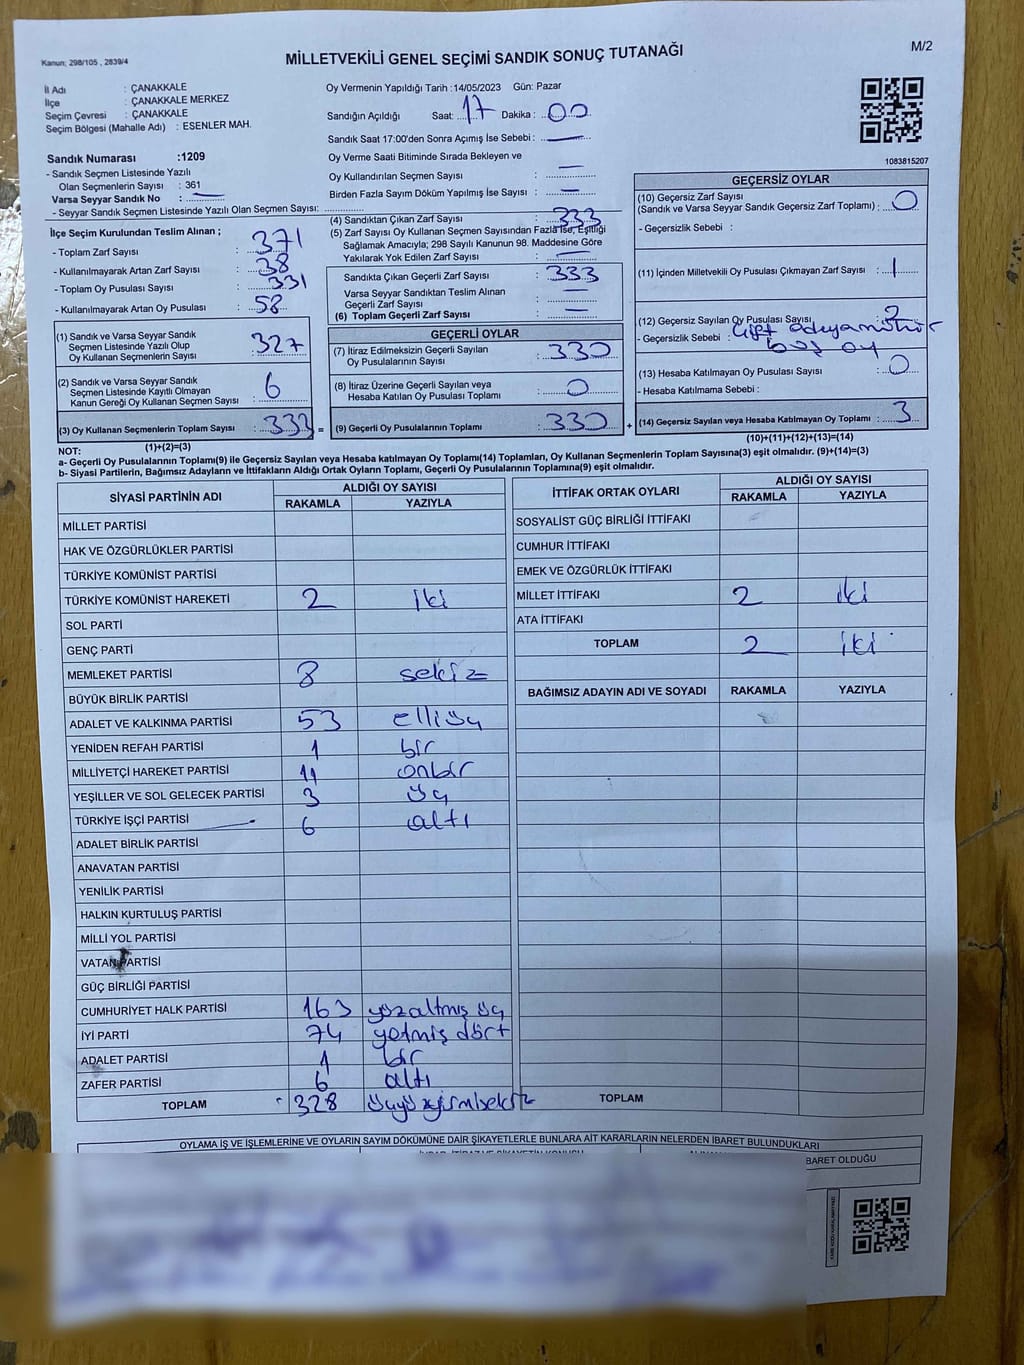 Kanun; 298/105 , 2839/4
MİLLETVEKİLİ GENEL SEÇİMİ SANDIK SONUÇ TUTANAĞI
M/2
İl Adı : ÇANAKKALE
İlçe : ÇANAKKALE MERKEZ
Seçim Çevresi : ÇANAKKALE
Seçim Bölgesi (Mahalle Adı) : ESENLER MAH.
Oy Vermenin Yapıldığı Tarih :14/05/2023 Gün: Pazar
Sandığın Açıldığı Saat: 17 Dakika : 00
Sandık Saat 17:00'den Sonra Açımış İse Sebebi : —
Oy Verme Saati Bitiminde Sırada Bekleyen ve
Oy Kullandırılan Seçmen Sayısı : —
Birden Fazla Sayım Döküm Yapılmış İse Sayısı : —
1083815207
Sandık Numarası :1209
- Sandık Seçmen Listesinde Yazılı
Olan Seçmenlerin Sayısı : 361
Varsa Seyyar Sandık No : —
- Seyyar Sandık Seçmen Listesinde Yazılı Olan Seçmen Sayısı:
İlçe Seçim Kurulundan Teslim Alınan ;
- Toplam Zarf Sayısı : 371
- Kullanılmayarak Artan Zarf Sayısı : 38
- Toplam Oy Pusulası Sayısı : 331
- Kullanılmayarak Artan Oy Pusulası : 58
(1) Sandık ve Varsa Seyyar Sandık
Seçmen Listesinde Yazılı Olup
Oy Kullanan Seçmenlerin Sayısı : 327
(2) Sandık ve Varsa Seyyar Sandık
Seçmen Listesinde Kayıtlı Olmayan
Kanun Gereği Oy Kullanan Seçmen Sayısı : 6
(3) Oy Kullanan Seçmenlerin Toplam Sayısı : 333 =
(1)+(2)=(3)
(4) Sandıktan Çıkan Zarf Sayısı : 333
(5) Zarf Sayısı Oy Kullanan Seçmen Sayısından Fazla İse, Eşitliği
Sağlamak Amacıyla; 298 Sayılı Kanunun 98. Maddesine Göre
Yakılarak Yok Edilen Zarf Sayısı : —
Sandıkta Çıkan Geçerli Zarf Sayısı : 333
Varsa Seyyar Sandıktan Teslim Alınan
Geçerli Zarf Sayısı : —
(6) Toplam Geçerli Zarf Sayısı : —
GEÇERLİ OYLAR
(7) İtiraz Edilmeksizin Geçerli Sayılan
Oy Pusulalarının Sayısı : 330
(8) İtiraz Üzerine Geçerli Sayılan veya
Hesaba Katılan Oy Pusulası Toplamı : 0
(9) Geçerli Oy Pusulalarının Toplamı : 330 +
GEÇERSİZ OYLAR
(10) Geçersiz Zarf Sayısı
(Sandık ve Varsa Seyyar Sandık Geçersiz Zarf Toplamı) : 0
- Geçersizlik Sebebi :
(11) İçinden Milletvekili Oy Pusulası Çıkmayan Zarf Sayısı : 1
(12) Geçersiz Sayılan Oy Pusulası Sayısı : 2
- Geçersizlik Sebebi : Çift
boş oy
(13) Hesaba Katılmayan Oy Pusulası Sayısı : 0
- Hesaba Katılmama Sebebi :
(14) Geçersiz Sayılan veya Hesaba Katılmayan Oy Toplamı : 3
(10)+(11)+(12)+(13)=(14)
NOT:
a- Geçerli Oy Pusulalarının Toplamı(9) ile Geçersiz Sayılan veya Hesaba Katılmayan Oy Toplamı(14) Toplamları, Oy Kullanan Seçmenlerin Toplam Sayısına(3) eşit olmalıdır. (9)+(14)=(3)
b- Siyasi Partilerin, Bağımsız Adayların ve İttifakların Aldığı Ortak Oyların Toplamı, Geçerli Oy Pusulalarının Toplamına(9) eşit olmalıdır.
SİYASİ PARTİNİN ADI
ALDIĞI OY SAYISI
RAKAMLA YAZIYLA
MİLLET PARTİSİ
HAK VE ÖZGÜRLÜKLER PARTİSİ
TÜRKİYE KOMÜNİST PARTİSİ
TÜRKİYE KOMÜNİST HAREKETİ 2 iki
SOL PARTİ
GENÇ PARTİ
MEMLEKET PARTİSİ 8 sekiz
BÜYÜK BİRLİK PARTİSİ
ADALET VE KALKINMA PARTİSİ 53 elliüç
YENİDEN REFAH PARTİSİ 1 bir
MİLLİYETÇİ HAREKET PARTİSİ 11 onbir
YEŞİLLER VE SOL GELECEK PARTİSİ 3 üç
TÜRKİYE İŞÇİ PARTİSİ 6 altı
ADALET BİRLİK PARTİSİ
ANAVATAN PARTİSİ
YENİLİK PARTİSİ
HALKIN KURTULUŞ PARTİSİ
MİLLİ YOL PARTİSİ
VATAN PARTİSİ
GÜÇ BİRLİĞİ PARTİSİ
CUMHURİYET HALK PARTİSİ 163 yüzaltmış üç
İYİ PARTİ 74 yetmiş dört
ADALET PARTİSİ 1 bir
ZAFER PARTİSİ 6 altı
TOPLAM 328 üçyüzyirmisekiz
İTTİFAK ORTAK OYLARI
ALDIĞI OY SAYISI
RAKAMLA YAZIYLA
SOSYALİST GÜÇ BİRLİĞİ İTTİFAKI
CUMHUR İTTİFAKI
EMEK VE ÖZGÜRLÜK İTTİFAKI
MİLLET İTTİFAKI 2 iki
ATA İTTİFAKI
TOPLAM 2 iki
BAĞIMSIZ ADAYIN ADI VE SOYADI RAKAMLA YAZIYLA
TOPLAM
OYLAMA İŞ VE İŞLEMLERİNE VE OYLARIN SAYIM DÖKÜMÜNE DAİR ŞİKAYETLERLE BUNLARA AİT KARARLARIN NELERDEN İBARET BULUNDUKLARI
BARET OLDUĞU